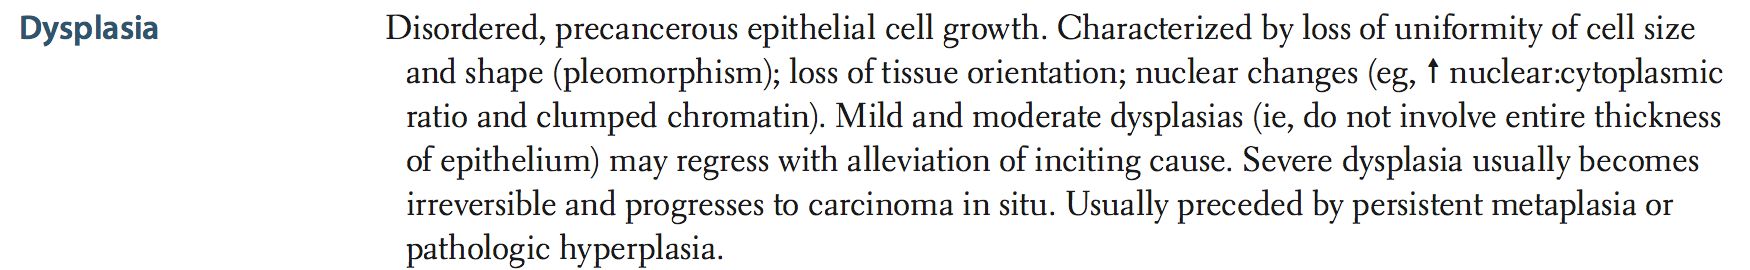 Dysplasia
Disordered, precancerous epithelial cell growth. Characterized by loss of uniformity of cell size
and shape (pleomorphism); loss of tissue orientation; nuclear changes (eg, ↑ nuclear:cytoplasmic
ratio and clumped chromatin). Mild and moderate dysplasias (ie, do not involve entire thickness
of epithelium) may regress with alleviation of inciting cause. Severe dysplasia usually becomes
irreversible and progresses to carcinoma in situ. Usually preceded by persistent metaplasia or
pathologic hyperplasia.